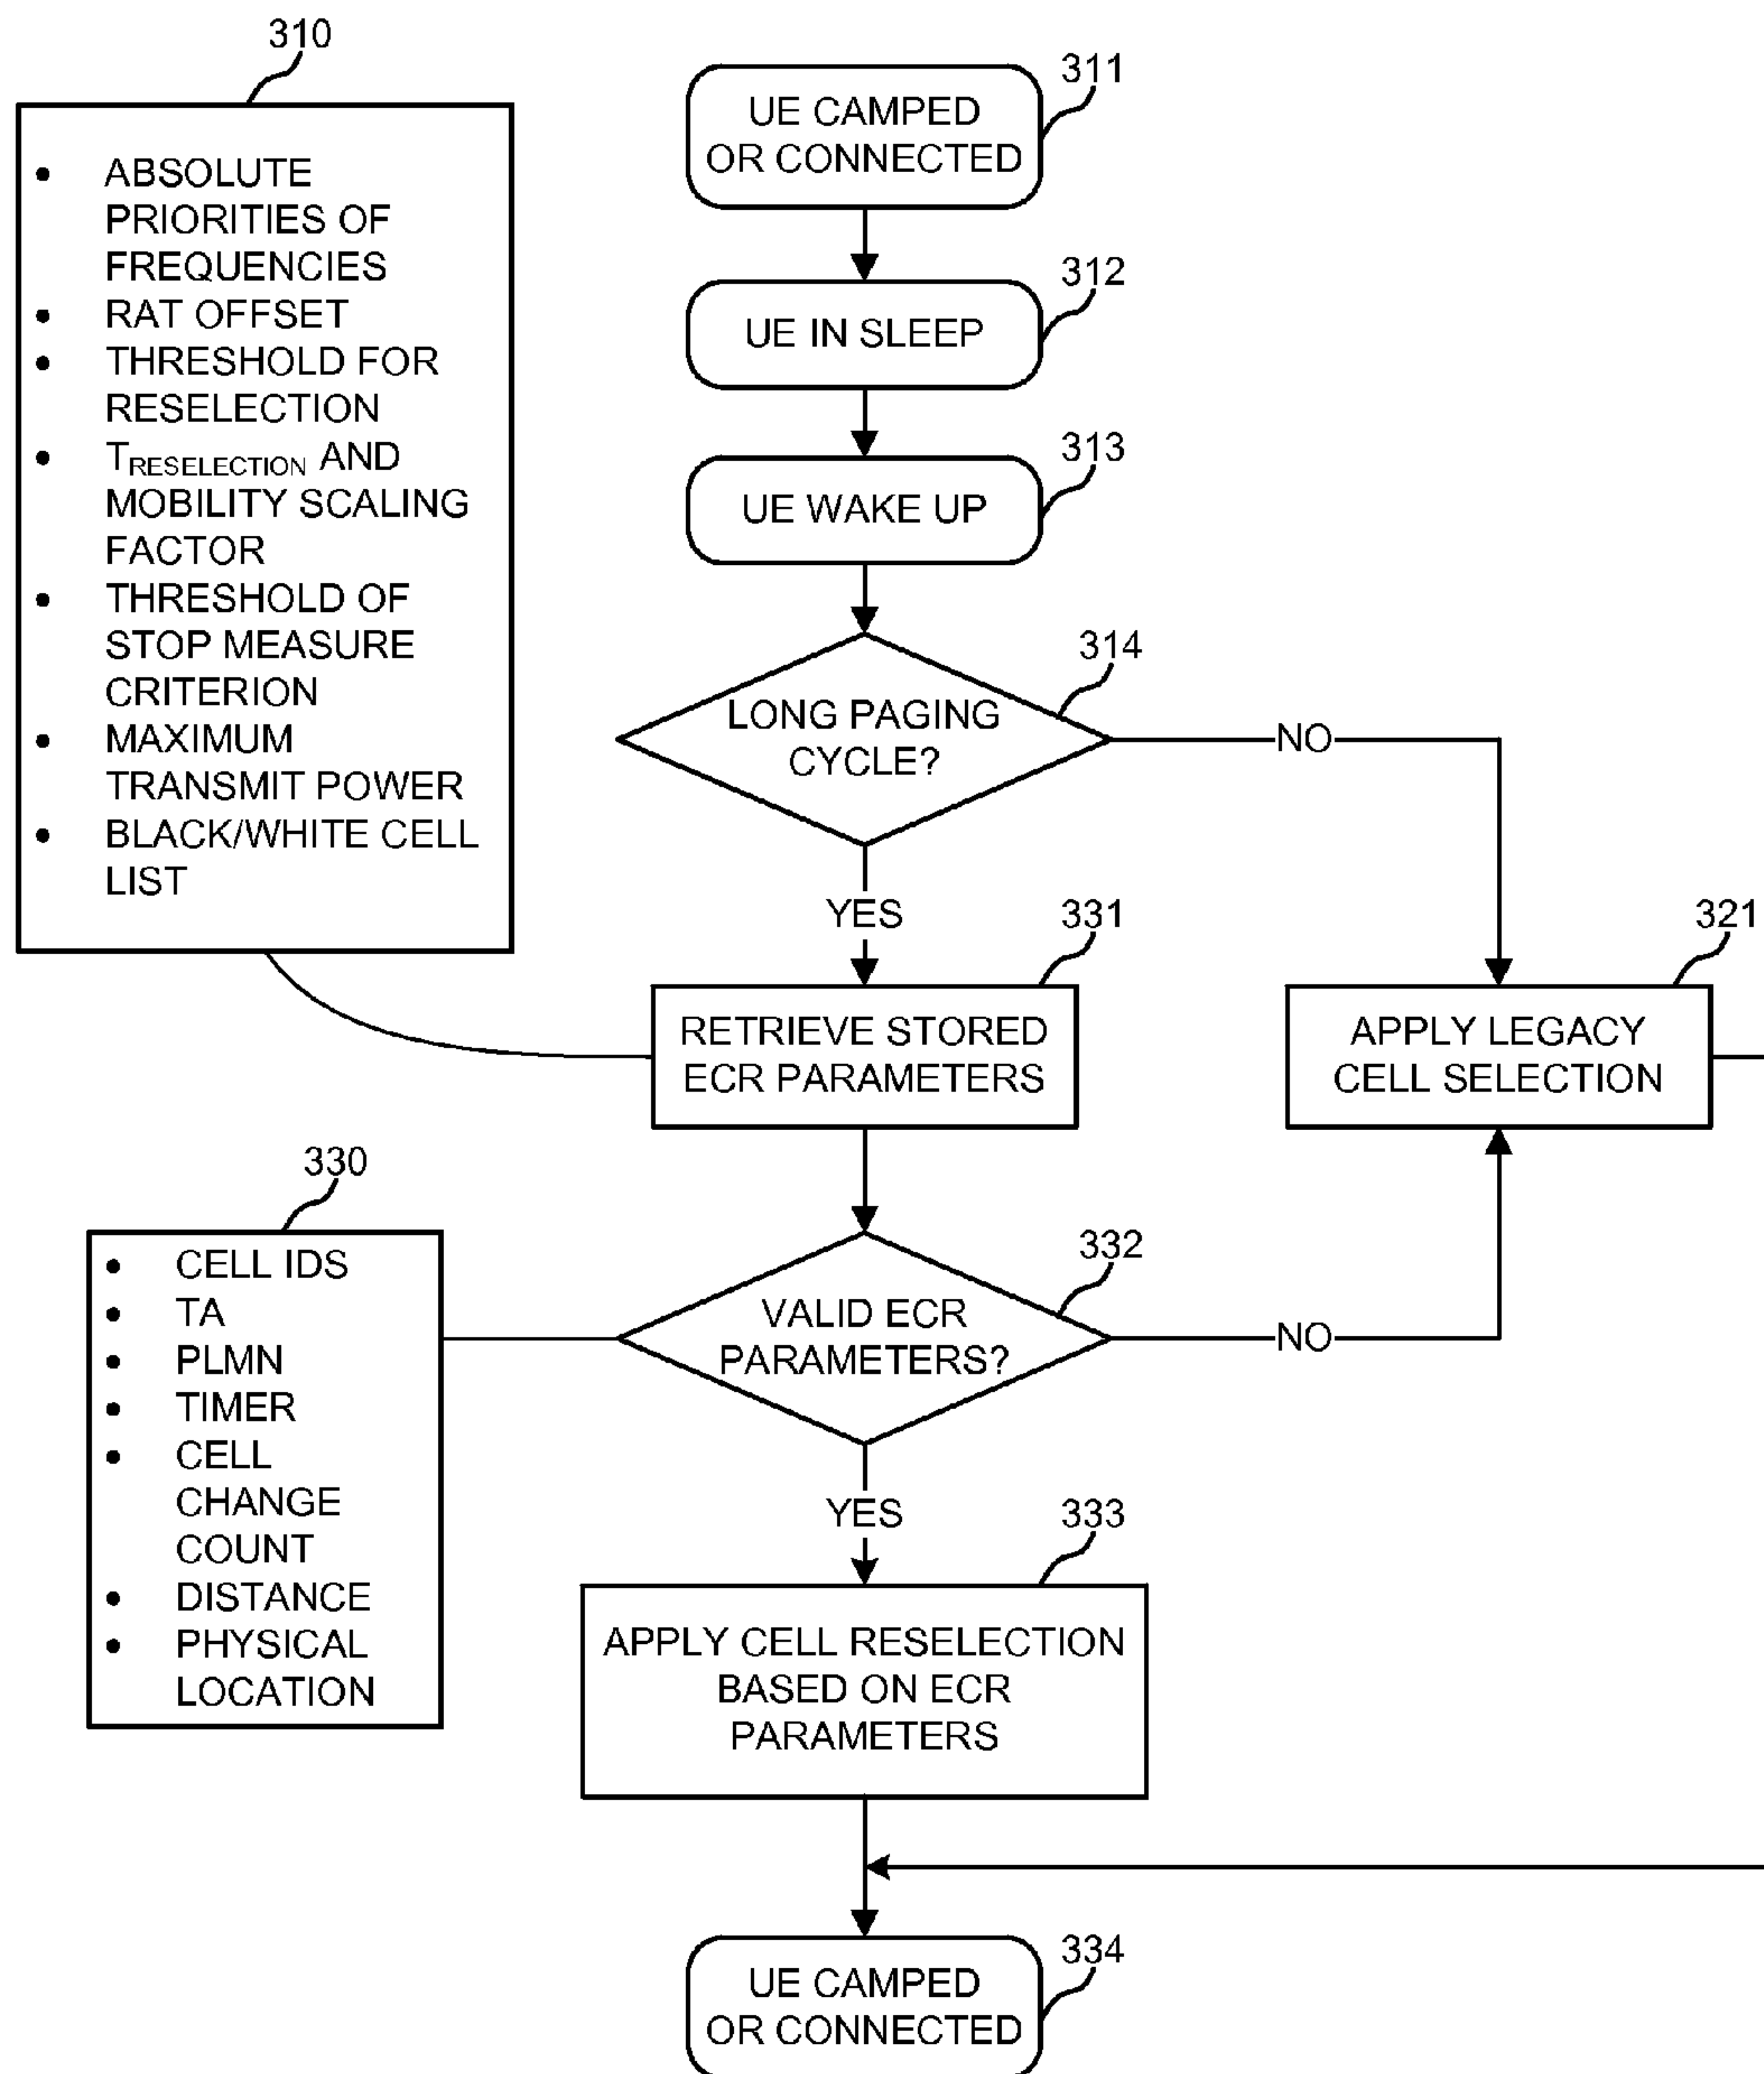 310
• ABSOLUTE
PRIORITIES OF
FREQUENCIES
• RAT OFFSET
• THRESHOLD FOR
RESELECTION
• TRESELECTION AND
MOBILITY SCALING
FACTOR
• THRESHOLD OF
STOP MEASURE
CRITERION
• MAXIMUM
TRANSMIT POWER
• BLACK/WHITE CELL
LIST
311
UE CAMPED
OR CONNECTED
312
UE IN SLEEP
313
UE WAKE UP
314
LONG PAGING
CYCLE?
NO
YES
331
RETRIEVE STORED
ECR PARAMETERS
321
APPLY LEGACY
CELL SELECTION
330
• CELL IDS
• TA
• PLMN
• TIMER
• CELL
CHANGE
COUNT
• DISTANCE
• PHYSICAL
LOCATION
332
VALID ECR
PARAMETERS?
NO
YES
333
APPLY CELL RESELECTION
BASED ON ECR
PARAMETERS
334
UE CAMPED
OR CONNECTED